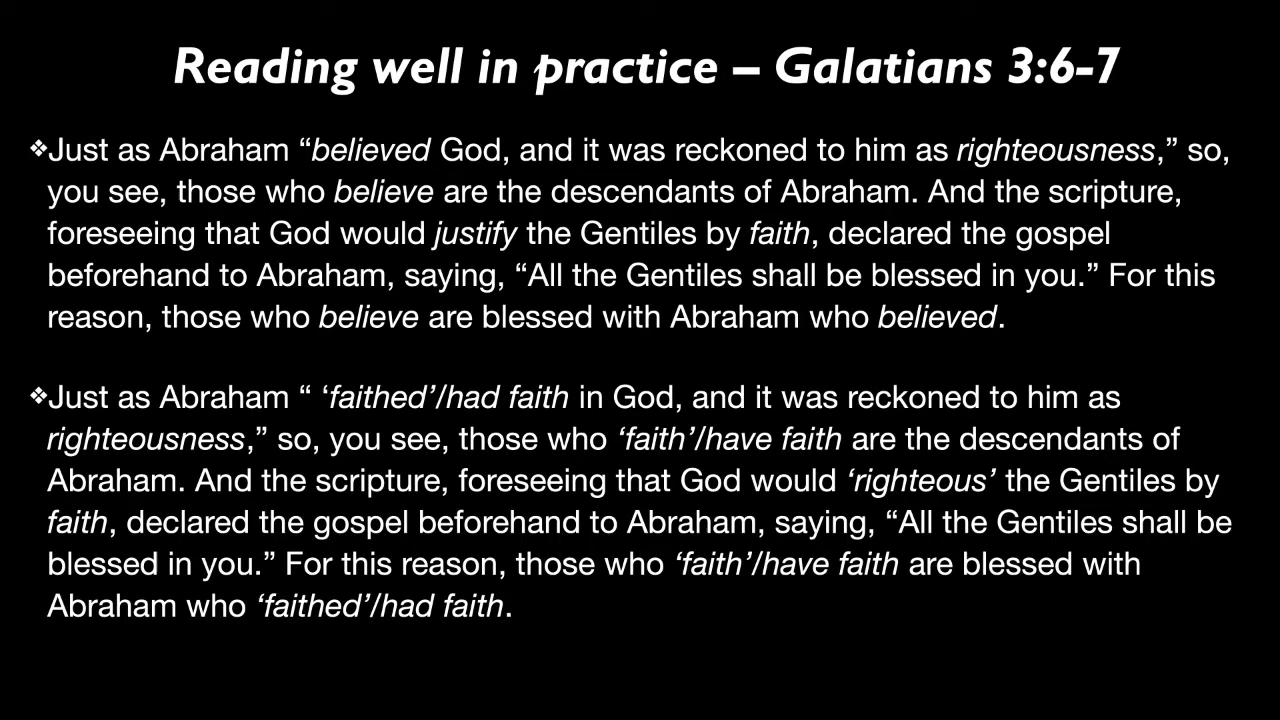 Reading well in practice – Galatians 3:6-7
❖Just as Abraham “believed God, and it was reckoned to him as righteousness,” so,
you see, those who believe are the descendants of Abraham. And the scripture,
foreseeing that God would justify the Gentiles by faith, declared the gospel
beforehand to Abraham, saying, “All the Gentiles shall be blessed in you.” For this
reason, those who believe are blessed with Abraham who believed.
❖Just as Abraham “ ‘faithed’/had faith in God, and it was reckoned to him as
righteousness,” so, you see, those who ‘faith’/have faith are the descendants of
Abraham. And the scripture, foreseeing that God would ‘righteous’ the Gentiles by
faith, declared the gospel beforehand to Abraham, saying, “All the Gentiles shall be
blessed in you.” For this reason, those who ‘faith’/have faith are blessed with
Abraham who ‘faithed’/had faith.